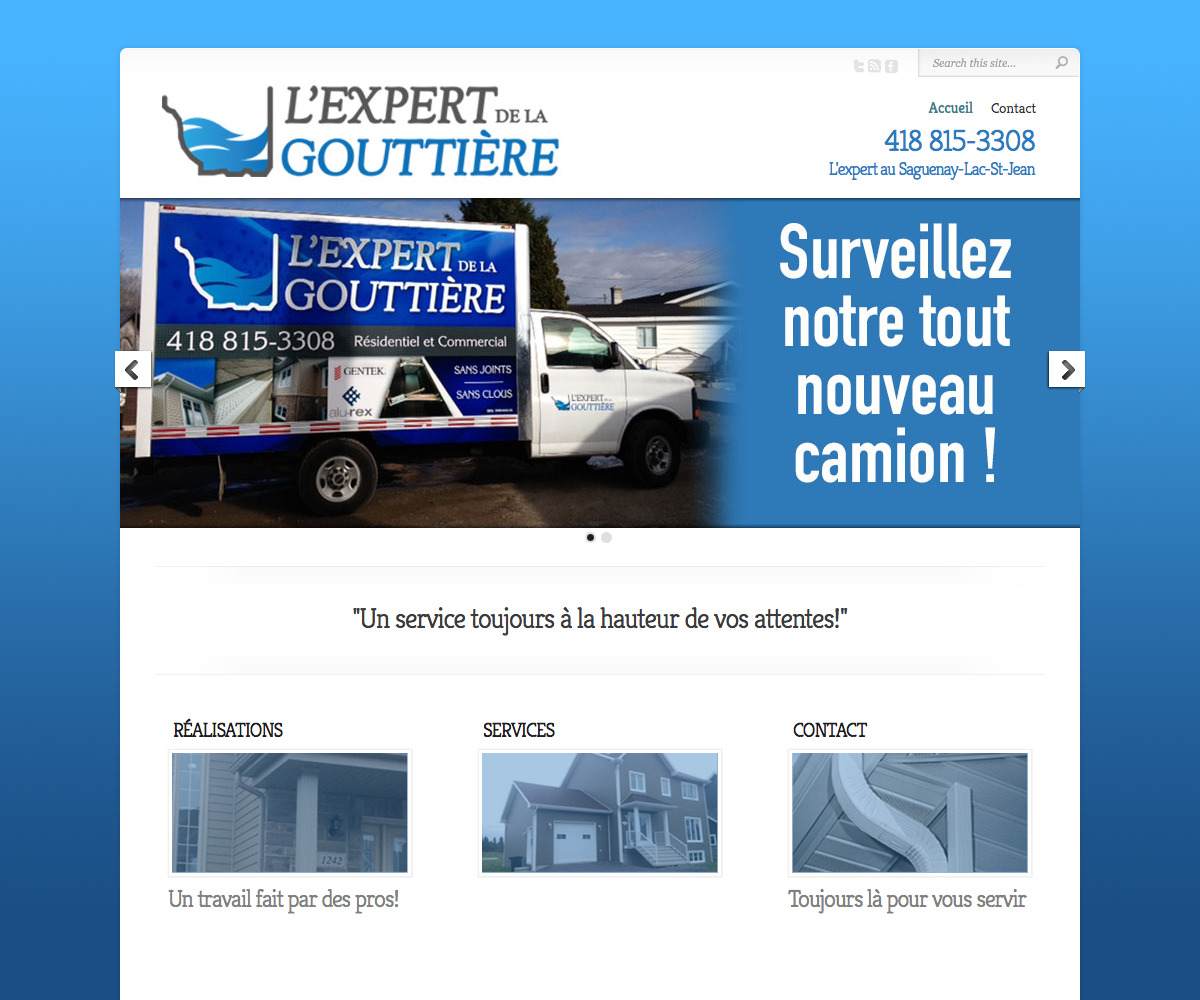 Search this site...
L'EXPERT DE LA
GOUTTIÈRE
Accueil Contact
418 815-3308
L'expert au Saguenay-Lac-St-Jean
L'EXPERT DE LA
GOUTTIÈRE
418 815-3308 Résidentiel et Commercial
GENTEK
alu-rex
SANS JOINTS
SANS CLOUS
L'EXPERT DE LA
GOUTTIÈRE
Surveillez
notre tout
nouveau
camion !
"Un service toujours à la hauteur de vos attentes!"
RÉALISATIONS
SERVICES
CONTACT
1242
Un travail fait par des pros!
Toujours là pour vous servir